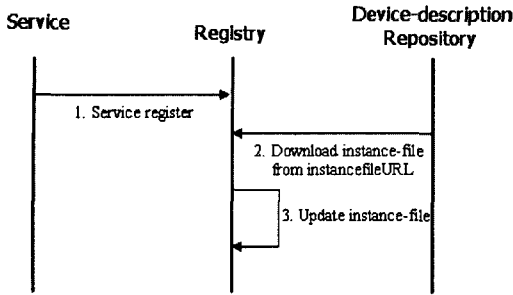 Service
Registry
Device-description
Repository
1. Service register
2. Download instance-file
from instancefileURL
3. Update instance-file